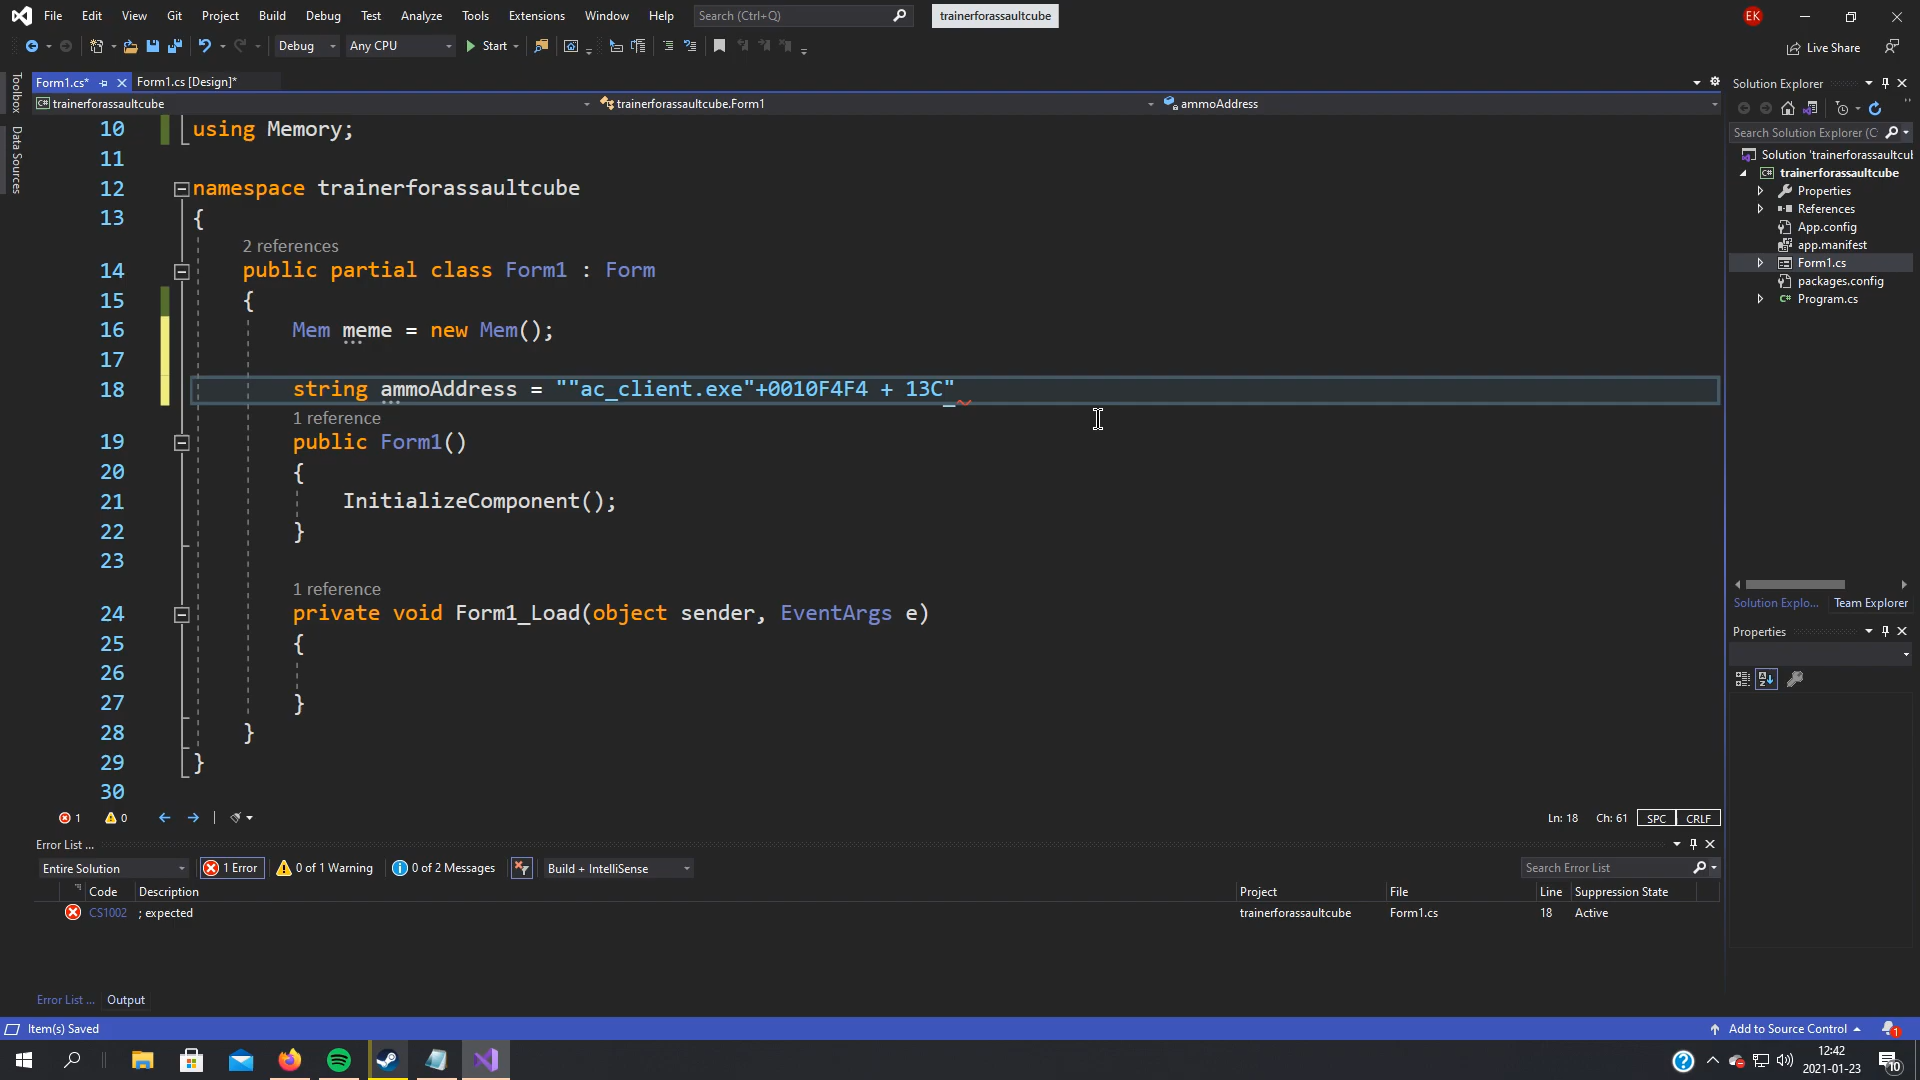 File Edit View Git Project Build Debug Test Analyze Tools Extensions Window Help Search (Ctrl+Q) trainerforassaultcube EK
Debug Any CPU Start Live Share
Form1.cs* Form1.cs [Design]*
trainerforassaultcube trainerforassaultcube.Form1 ammoAddress
Toolbox
Data Sources
10 using Memory;
11
12 namespace trainerforassaultcube
13 {
2 references
14 public partial class Form1 : Form
15 {
16 Mem meme = new Mem();
17
18 string ammoAddress = ""ac_client.exe"+0010F4F4 + 13C"
1 reference
19 public Form1()
20 {
21 InitializeComponent();
22 }
23
1 reference
24 private void Form1_Load(object sender, EventArgs e)
25 {
26
27 }
28 }
29 }
30
1 0 Ln: 18 Ch: 61 SPC CRLF
Error List ...
Entire Solution 1 Error 0 of 1 Warning 0 of 2 Messages Build + IntelliSense Search Error List
Code Description Project File Line Suppression State
CS1002 ; expected trainerforassaultcube Form1.cs 18 Active
Error List ... Output
Solution Explorer
Search Solution Explorer (C
Solution 'trainerforassaultcul
trainerforassaultcube
Properties
References
App.config
app.manifest
Form1.cs
packages.config
Program.cs
Solution Explo... Team Explorer
Properties
Item(s) Saved Add to Source Control 1
12:42
2021-01-23
10